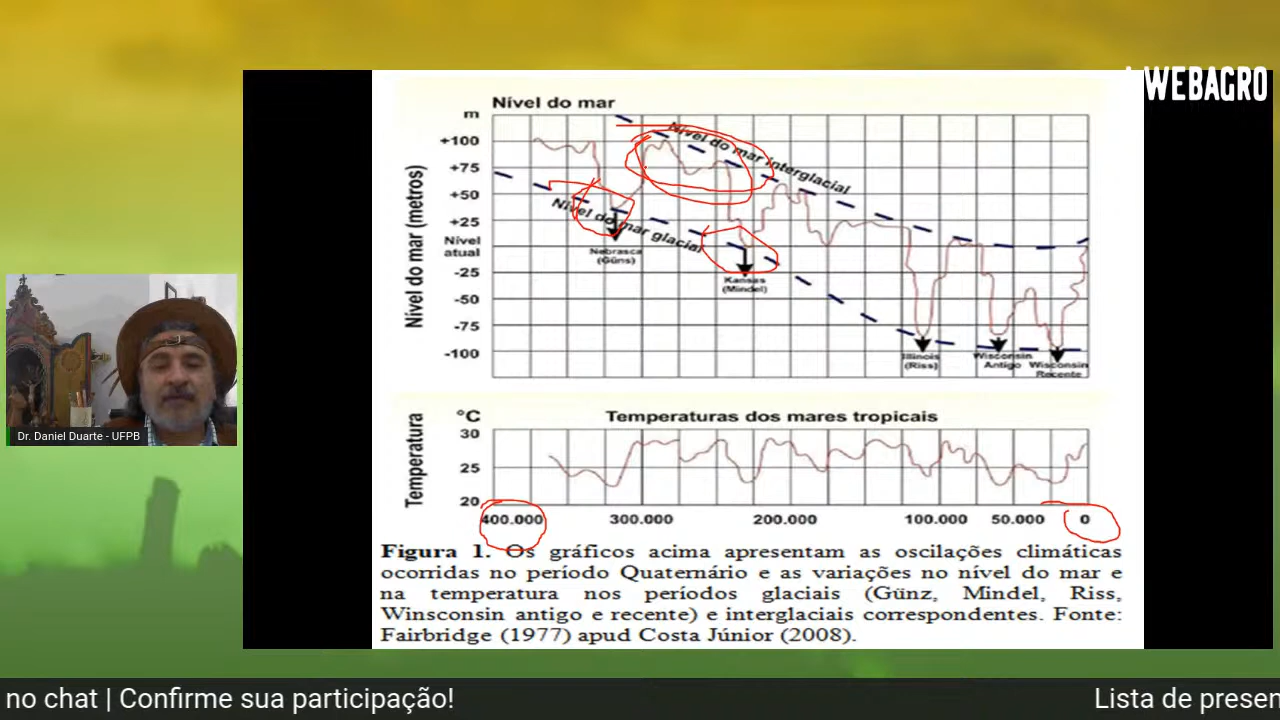 WEBAGRO
Nível do mar
m
+100
+75
+50
+25
Nível
atual
-25
-50
-75
-100
Nível do mar (metros)
Nível do mar interglacial
Nível do mar glacial
Nebrasca
(Güns)
Kansas
(Mindel)
Illinois
(Riss)
Wisconsin
Antigo
Wisconsin
Recente
Dr. Daniel Duarte - UFPB
°C
Temperaturas dos mares tropicais
Temperatura
30
25
20
400.000 300.000 200.000 100.000 50.000 0
Figura 1. Os gráficos acima apresentam as oscilações climáticas
ocorridas no período Quaternário e as variações no nível do mar e
na temperatura nos períodos glaciais (Günz, Mindel, Riss,
Winsconsin antigo e recente) e interglaciais correspondentes. Fonte:
Fairbridge (1977) apud Costa Júnior (2008).
no chat | Confirme sua participação! Lista de presen